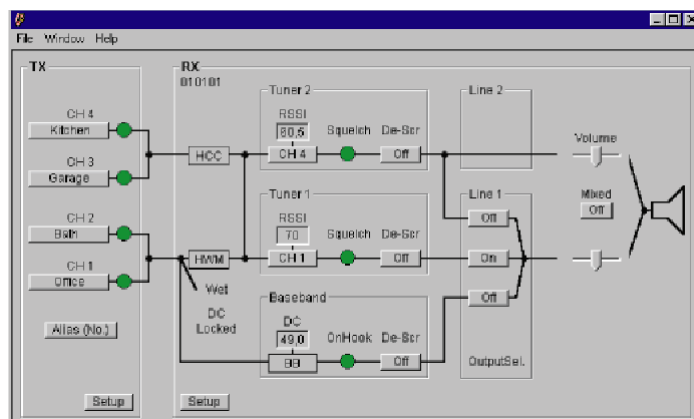 File Window Help
TX
CH 4
Kitchen
CH 3
Garage
CH 2
Bath
CH 1
Office
Alias (No.)
Setup
RX
810181
HCC
HWM
Wet
DC
Locked
Setup
Tuner 2
RSSI Squelch De-Scr
80,5
CH 4 Off
Tuner 1
RSSI Squelch De-Scr
70
CH 1 Off
Baseband
DC OnHook De-Scr
49,0
BB Off
Line 2
Line 1
Off
On
Off
OutputSel.
Volume
Mixed
Off